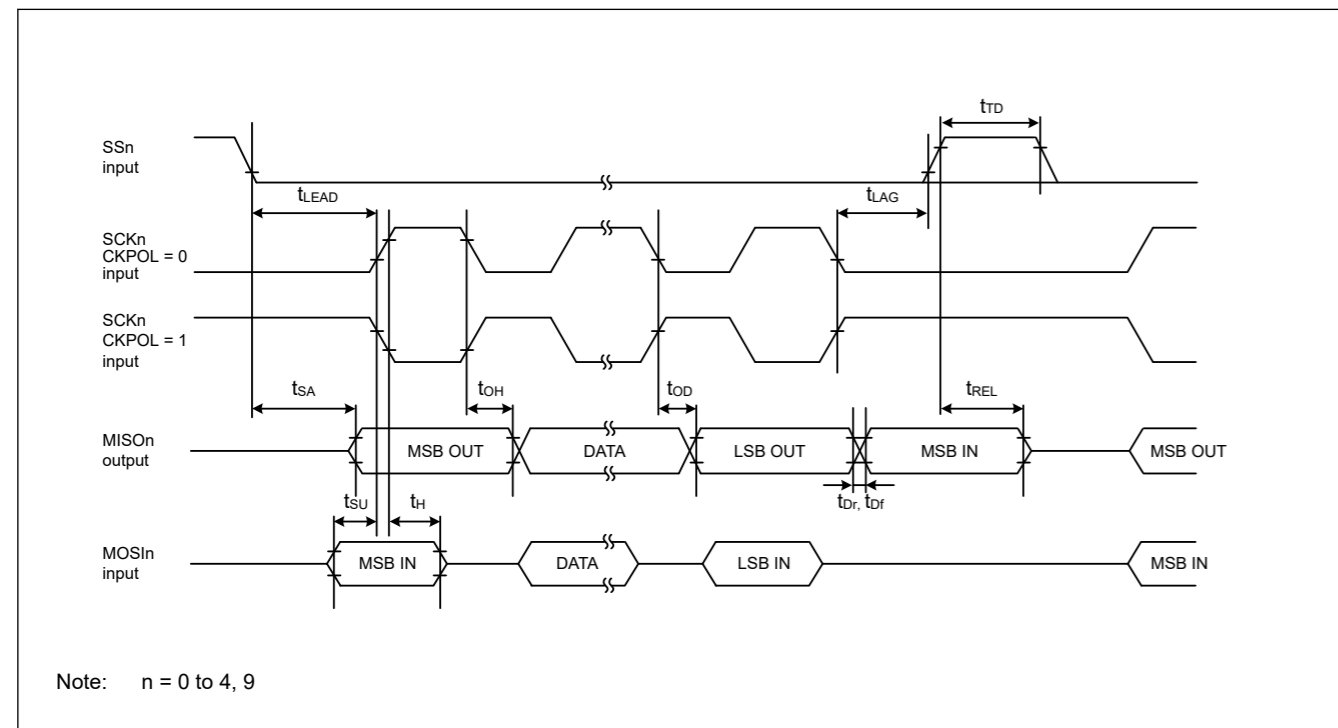 tTD
SSn
input
tLEAD
tLAG
SCKn
CKPOL = 0
input
SCKn
CKPOL = 1
input
tSA
tOH
tOD
tREL
MISOn
output
MSB OUT
DATA
LSB OUT
MSB IN
MSB OUT
tSU
tH
tDr, tDf
MOSIn
input
MSB IN
DATA
LSB IN
MSB IN
Note: n = 0 to 4, 9